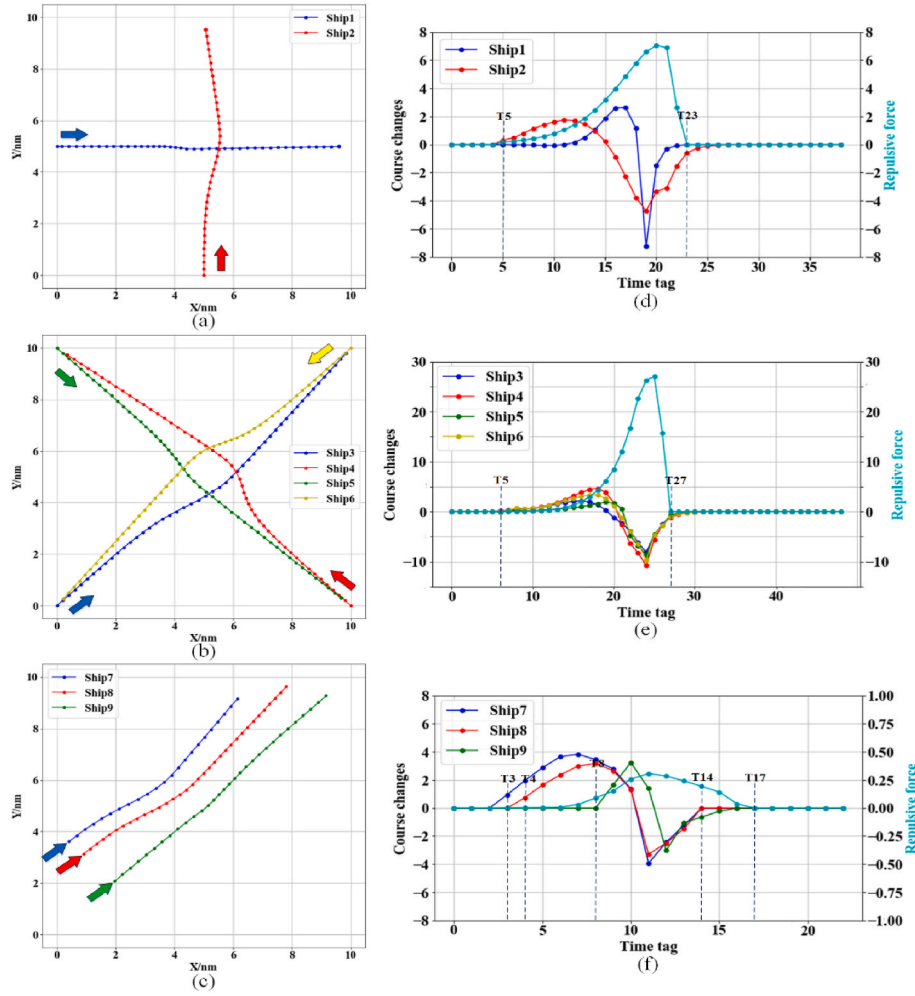 Ship1
Ship2
10
8
6
4
2
0
Y/nm
0 2 4 6 8 10
X/nm
(a)
Ship1
Ship2
T5
T23
8
6
4
2
0
−2
−4
−6
−8
Course changes
8
6
4
2
0
−2
−4
−6
−8
Repulsive force
0 5 10 15 20 25 30 35
Time tag
(d)
Ship3
Ship4
Ship5
Ship6
10
8
6
4
2
0
Y/nm
0 2 4 6 8 10
X/nm
(b)
Ship3
Ship4
Ship5
Ship6
T5
T27
30
20
10
0
−10
Course changes
30
20
10
0
−10
Repulsive force
0 10 20 30 40
Time tag
(e)
Ship7
Ship8
Ship9
10
8
6
4
2
0
Y/nm
0 2 4 6 8 10
X/nm
(c)
Ship7
Ship8
Ship9
T3
T4
T8
T14
T17
8
6
4
2
0
−2
−4
−6
−8
Course changes
1.00
0.75
0.50
0.25
0.00
−0.25
−0.50
−0.75
−1.00
Repulsive force
0 5 10 15 20
Time tag
(f)